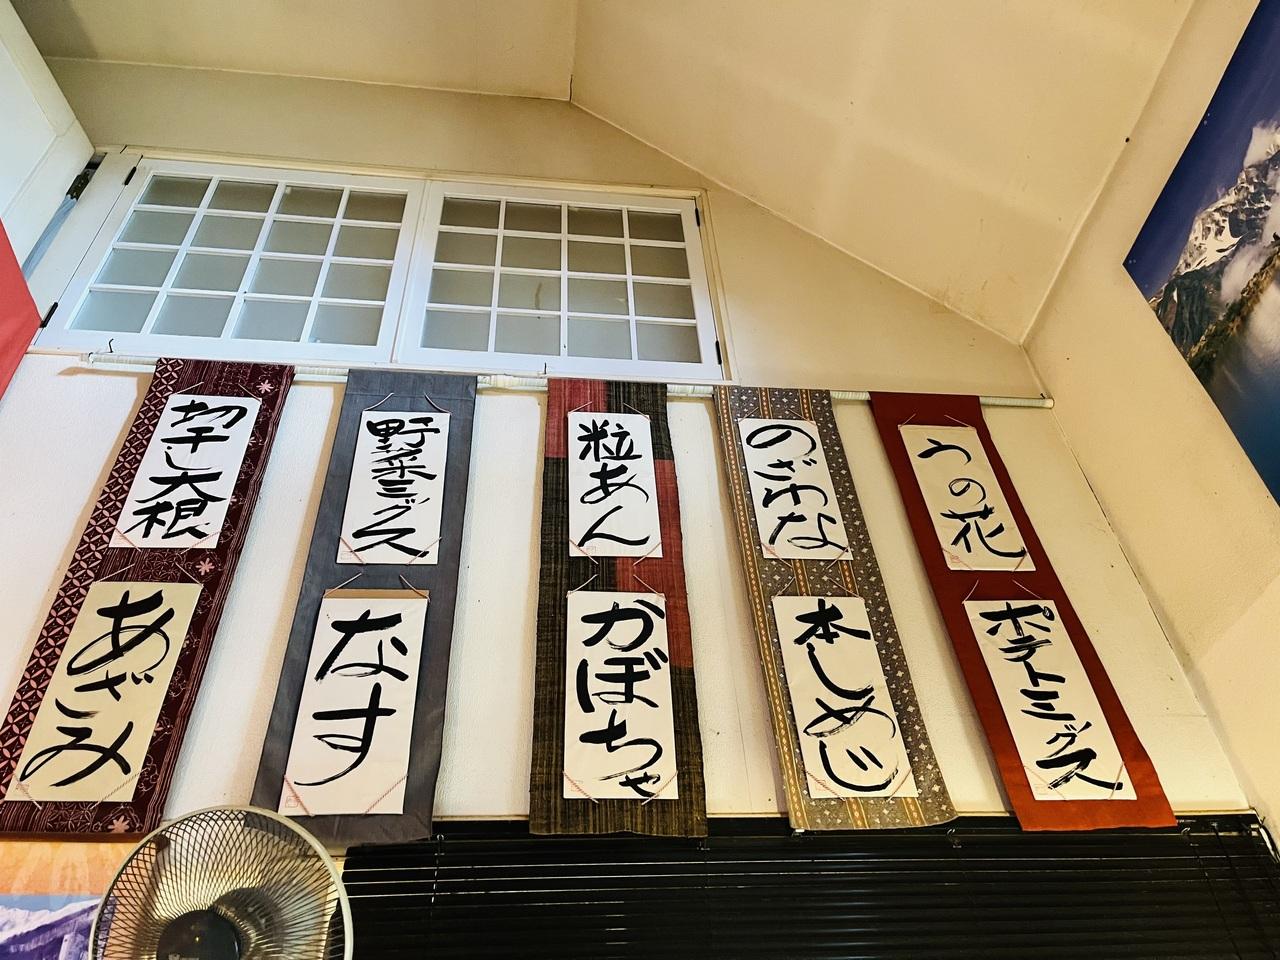 切干し大根
あざみ
野菜ミックス
なす
粒あん
かぼちゃ
のざわな
本しめじ
うの花
ポテトミックス